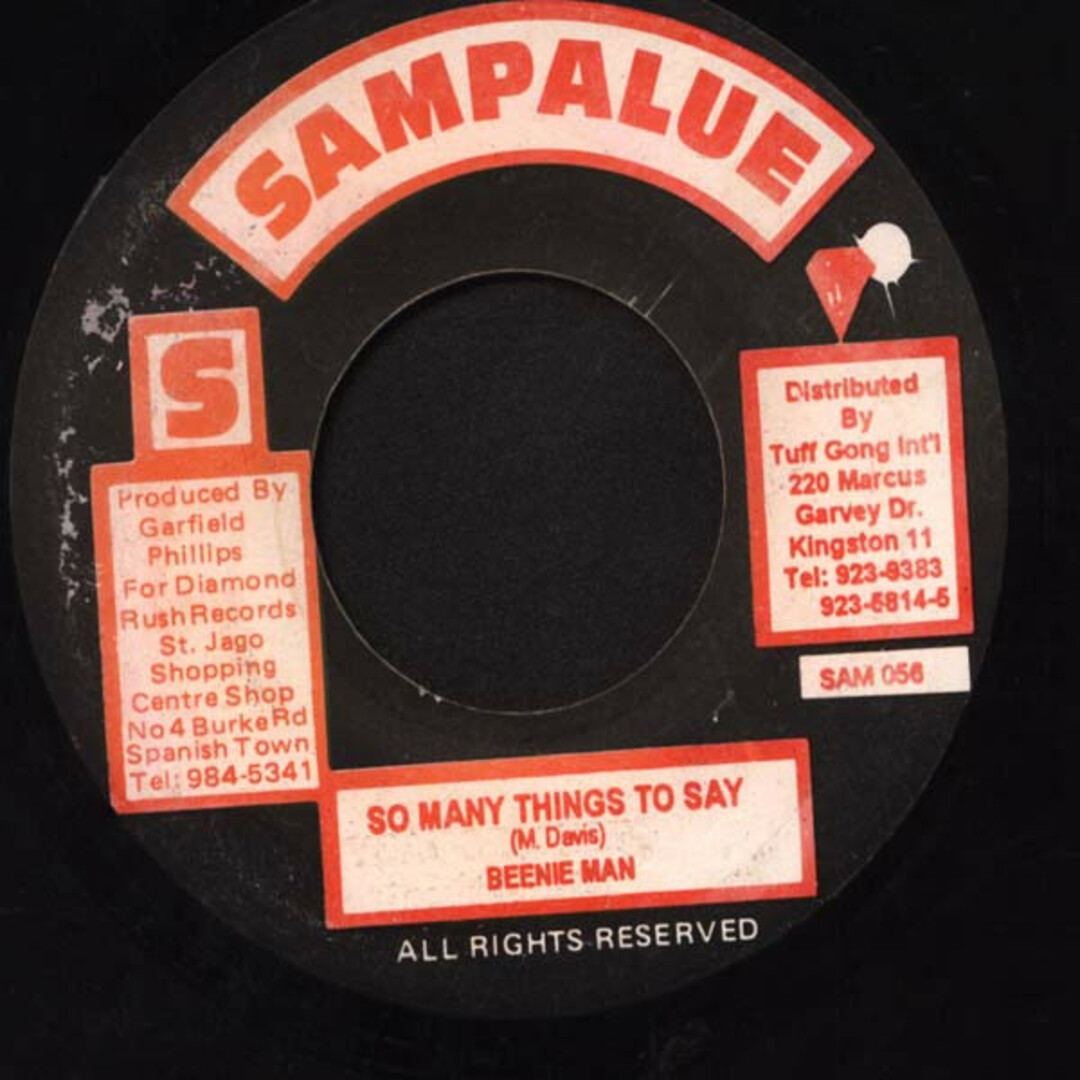 SAMPALUE
S
Produced By
Garfield
Phillips
For Diamond
Rush Records
St. Jago
Shopping
Centre Shop
No 4 Burke Rd
Spanish Town
Tel: 984-5341
Distributed
By
Tuff Gong Int'l
220 Marcus
Garvey Dr.
Kingston 11
Tel: 923-9383
923-5814-5
SAM 056
SO MANY THINGS TO SAY
(M. Davis)
BEENIE MAN
ALL RIGHTS RESERVED